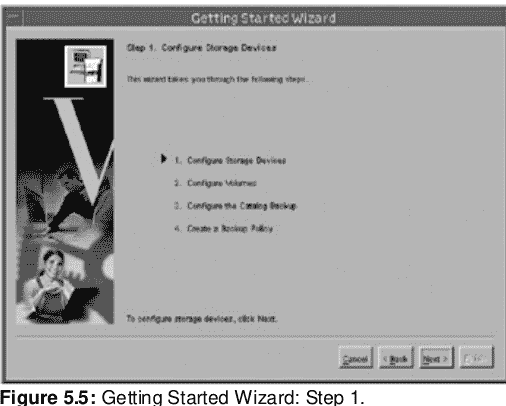 Getting Started Wizard
Step 1. Configure Storage Devices
This wizard takes you through the following steps.
1. Configure Storage Devices
2. Configure Volumes
3. Configure the Catalog Backup
4. Create a Backup Policy
To configure storage devices, click Next.
Cancel < Back Next >
Figure 5.5: Getting Started Wizard: Step 1.